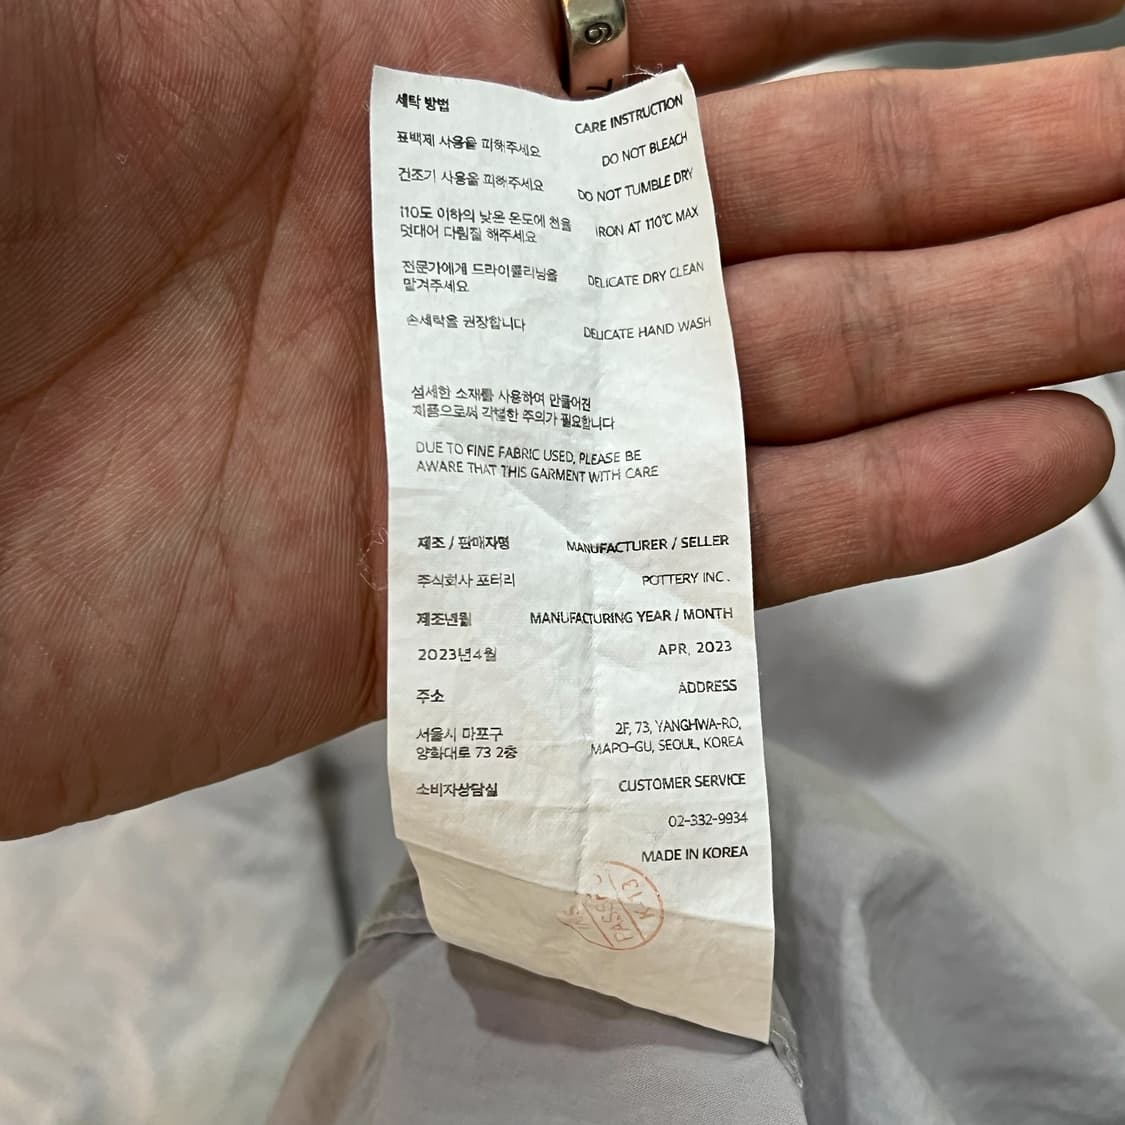 6
7
세탁 방법
CARE INSTRUCTION
표백제 사용을 피해주세요
DO NOT BLEACH
건조기 사용을 피해주세요
DO NOT TUMBLE DRY
110도 이하의 낮은 온도에 천을
덧대어 다림질 해주세요
IRON AT 110℃ MAX
전문가에게 드라이클리닝을
맡겨주세요
DELICATE DRY CLEAN
손세탁을 권장합니다
DELICATE HAND WASH
섬세한 소재를 사용하여 만들어진
제품으로써 각별한 주의가 필요합니다
DUE TO FINE FABRIC USED, PLEASE BE
AWARE THAT THIS GARMENT WITH CARE
제조 / 판매자명
MANUFACTURER / SELLER
주식회사 포터리
POTTERY INC.
제조년월
MANUFACTURING YEAR / MONTH
2023년4월
APR, 2023
주소
ADDRESS
서울시 마포구
양화대로 73 2층
2F, 73, YANGHWA-RO,
MAPO-GU, SEOUL, KOREA
소비자상담실
CUSTOMER SERVICE
02-332-9934
MADE IN KOREA
PASSED
K 13